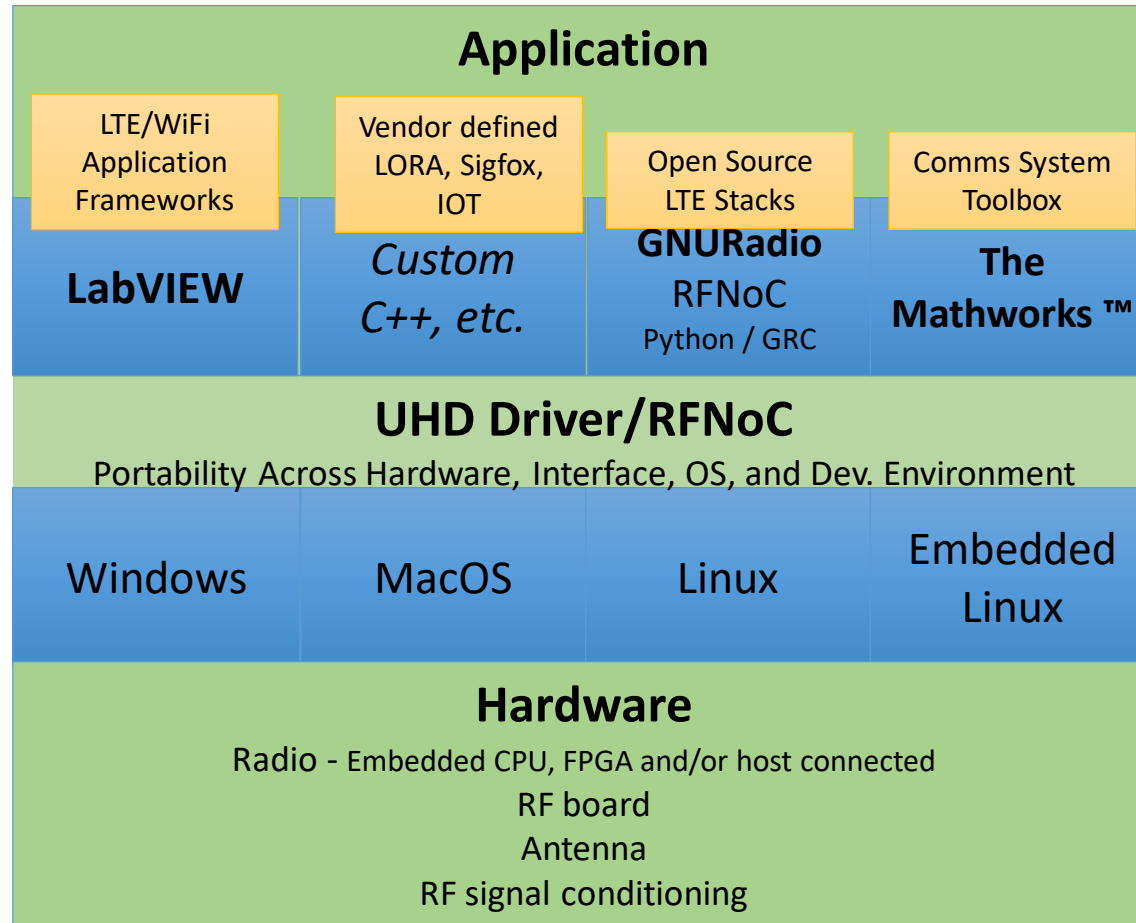 Application
LTE/WiFi
Application
Frameworks
Vendor defined
LORA, Sigfox,
IOT
Open Source
LTE Stacks
Comms System
Toolbox
LabVIEW
Custom
C++, etc.
GNURadio
RFNoC
Python / GRC
The
Mathworks ™
UHD Driver/RFNoC
Portability Across Hardware, Interface, OS, and Dev. Environment
Windows
MacOS
Linux
Embedded
Linux
Hardware
Radio - Embedded CPU, FPGA and/or host connected
RF board
Antenna
RF signal conditioning